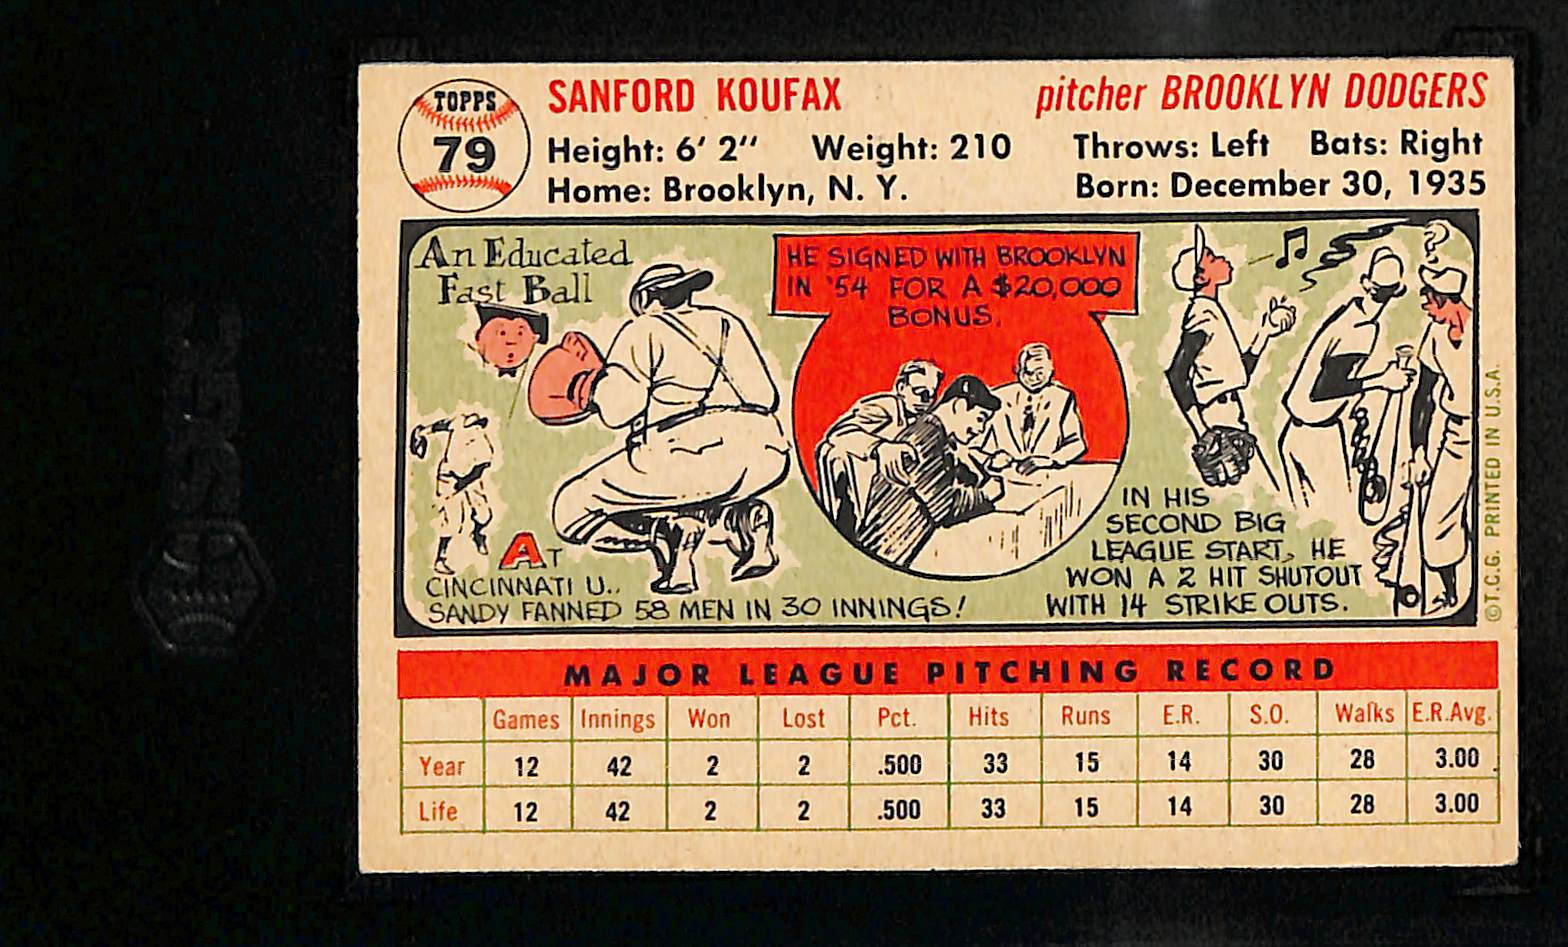 TOPPS
79
SANFORD KOUFAX pitcher BROOKLYN DODGERS
Height: 6' 2" Weight: 210 Throws: Left Bats: Right
Home: Brooklyn, N. Y. Born: December 30, 1935
An Educated
Fast Ball
AT
CINCINNATI U.,
SANDY FANNED 58 MEN IN 30 INNINGS!
HE SIGNED WITH BROOKLYN
IN '54 FOR A $20,000
BONUS.
IN HIS
SECOND BIG
LEAGUE START, HE
WON A 2 HIT SHUTOUT
WITH 14 STRIKE OUTS.
©T.C.G. PRINTED IN U.S.A.
MAJOR LEAGUE PITCHING RECORD
Games Innings Won Lost Pct. Hits Runs E.R. S.O. Walks E.R.Avg.
Year 12 42 2 2 .500 33 15 14 30 28 3.00
Life 12 42 2 2 .500 33 15 14 30 28 3.00